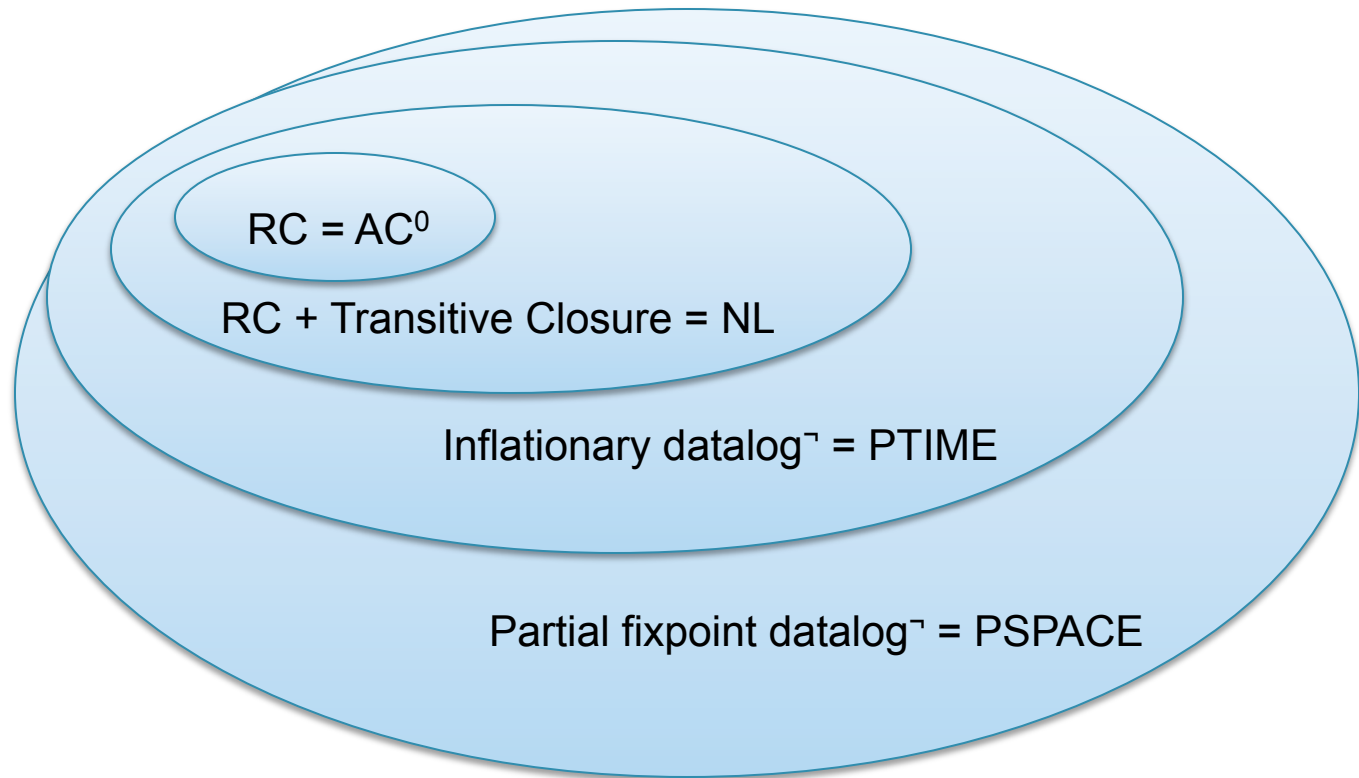 RC = AC⁰
RC + Transitive Closure = NL
Inflationary datalog¬ = PTIME
Partial fixpoint datalog¬ = PSPACE